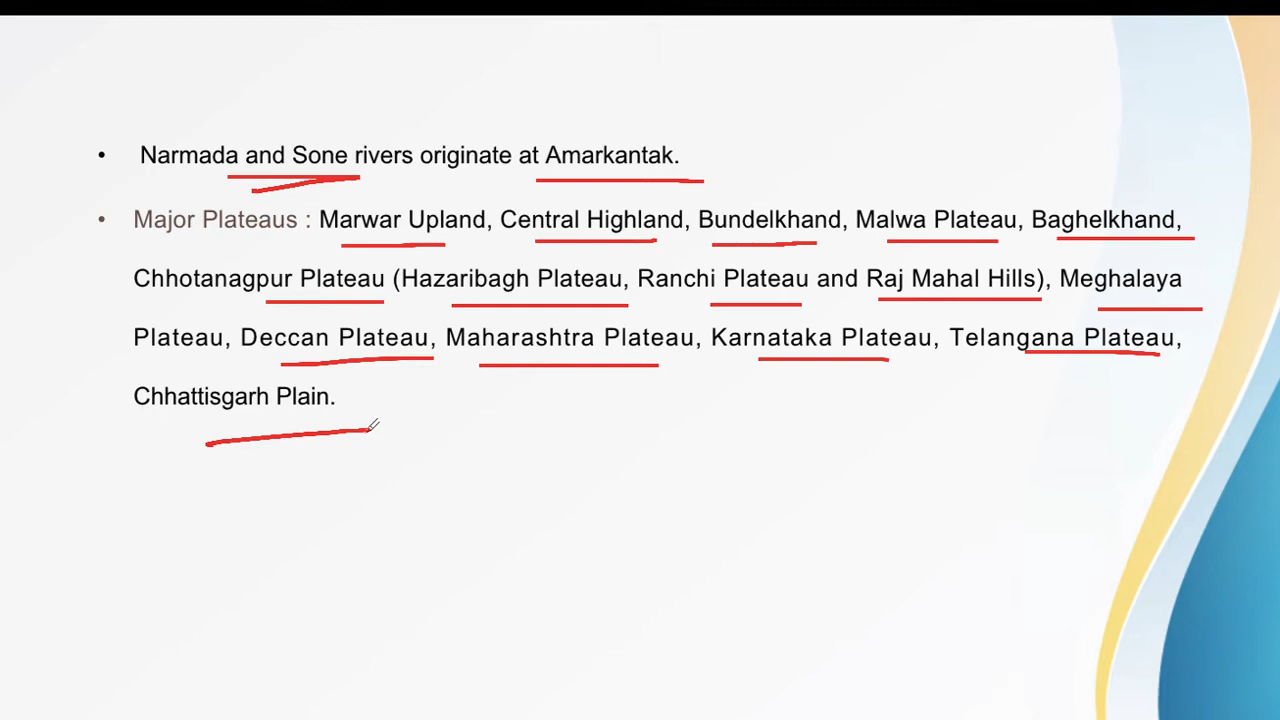 • Narmada and Sone rivers originate at Amarkantak.
• Major Plateaus : Marwar Upland, Central Highland, Bundelkhand, Malwa Plateau, Baghelkhand,
Chhotanagpur Plateau (Hazaribagh Plateau, Ranchi Plateau and Raj Mahal Hills), Meghalaya
Plateau, Deccan Plateau, Maharashtra Plateau, Karnataka Plateau, Telangana Plateau,
Chhattisgarh Plain.